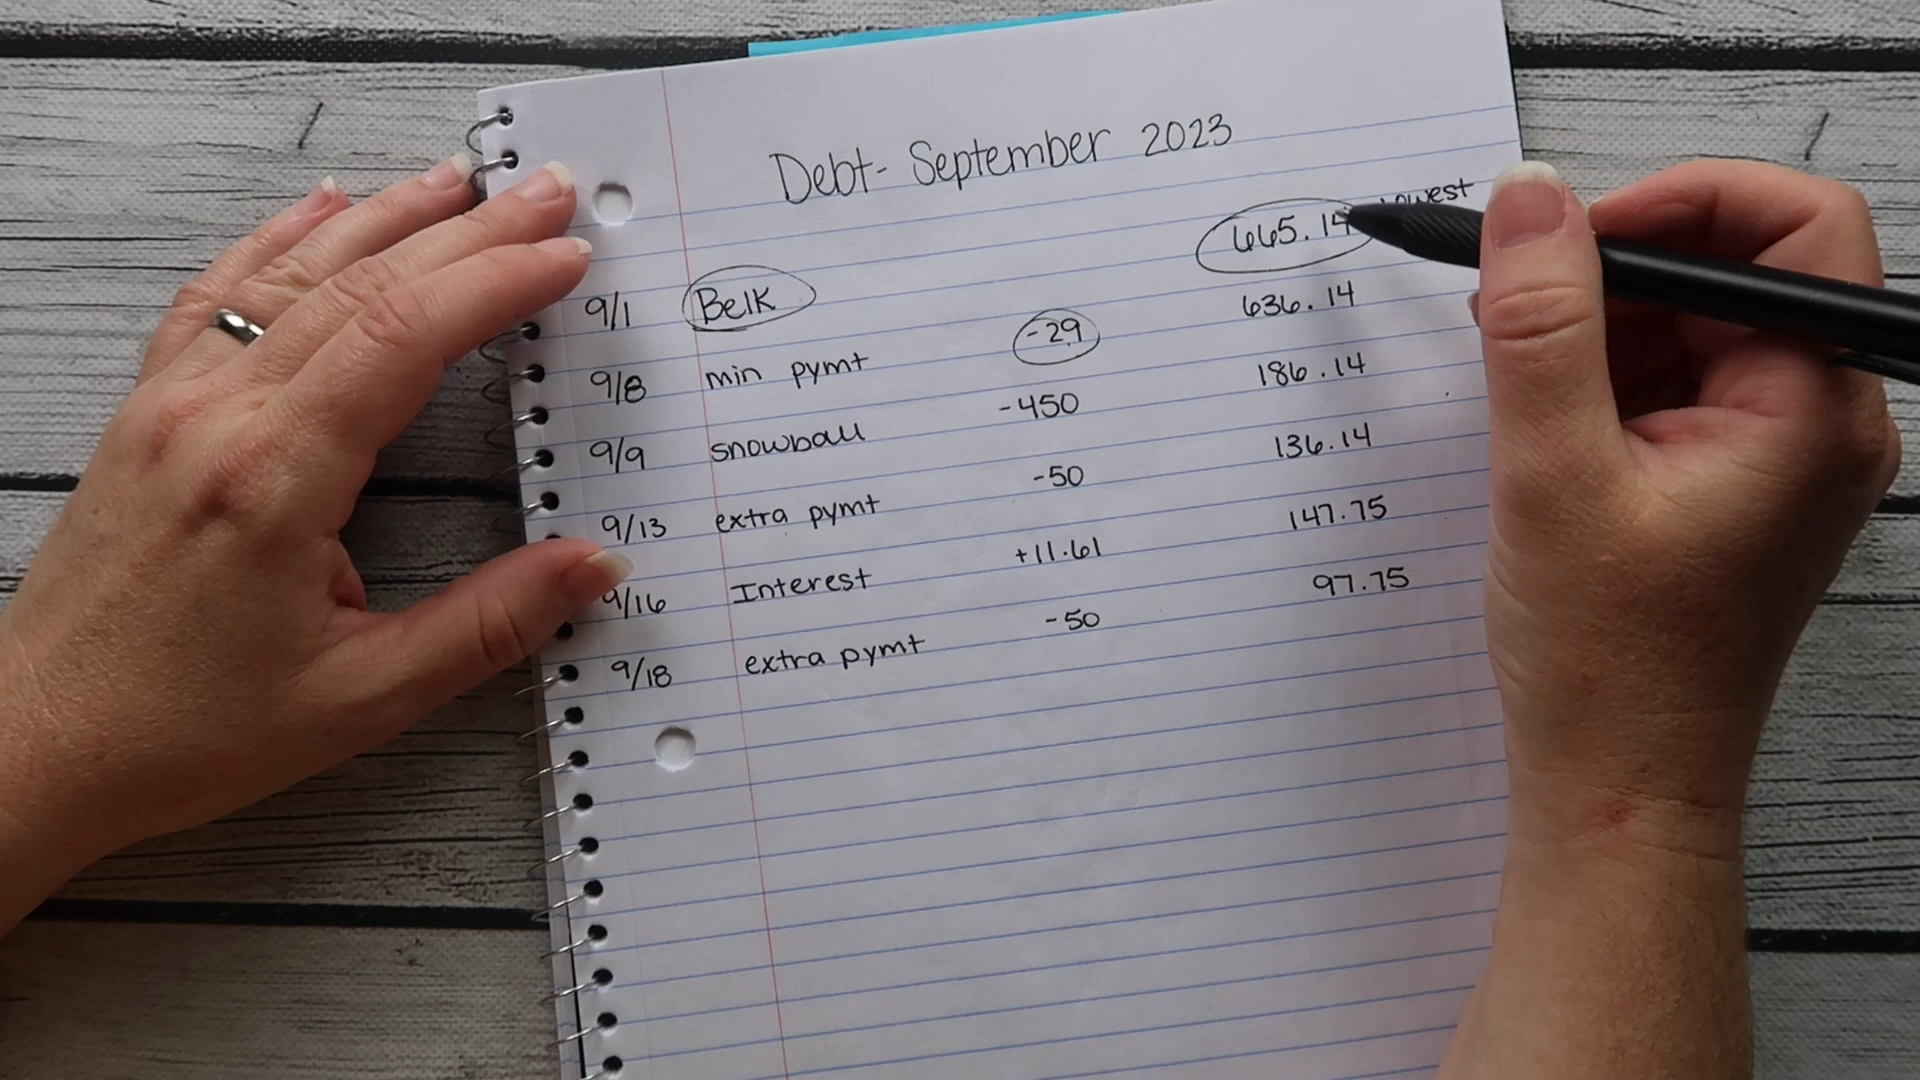 Debt- September 2023
9/1 Belk 665.14 lowest
9/8 min pymt -29 636.14
9/9 snowball -450 186.14
9/13 extra pymt -50 136.14
9/16 Interest +11.61 147.75
9/18 extra pymt -50 97.75